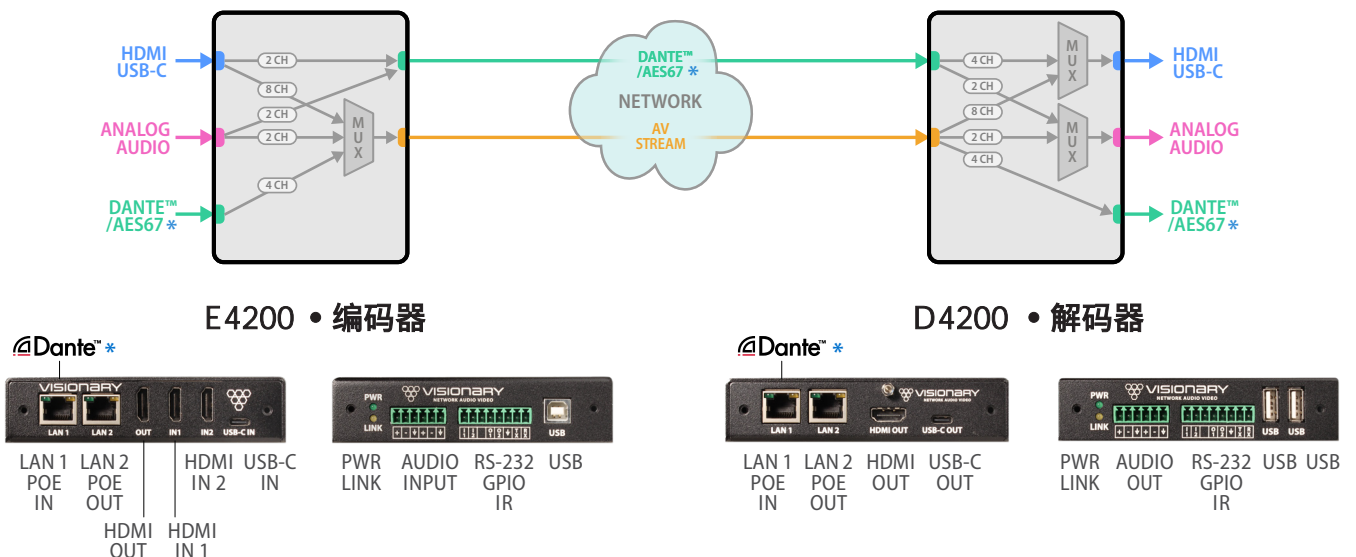 HDMI
USB-C
ANALOG
AUDIO
DANTE™
/AES67 *
2 CH
8 CH
2 CH
2 CH
4 CH
MUX
DANTE™
/AES67 *
NETWORK
AV
STREAM
4 CH
2 CH
8 CH
2 CH
4 CH
MUX
MUX
HDMI
USB-C
ANALOG
AUDIO
DANTE™
/AES67 *
E4200 • 编码器
Dante™ *
VISIONARY
LAN 1 LAN 2 OUT IN1 IN2 USB-C IN
LAN 1
POE
IN
LAN 2
POE
OUT
HDMI
OUT
HDMI
IN 1
HDMI
IN 2
USB-C
IN
VISIONARY
NETWORK AUDIO VIDEO
PWR
LINK
USB
PWR
LINK
AUDIO
INPUT
RS-232
GPIO
IR
USB
D4200 • 解码器
Dante™ *
VISIONARY
NETWORK AUDIO VIDEO
LAN 1 LAN 2 HDMI OUT USB-C OUT
LAN 1
POE
IN
LAN 2
POE
OUT
HDMI
OUT
USB-C
OUT
VISIONARY
NETWORK AUDIO VIDEO
PWR
LINK
USB USB
PWR
LINK
AUDIO
OUT
RS-232
GPIO
IR
USB USB